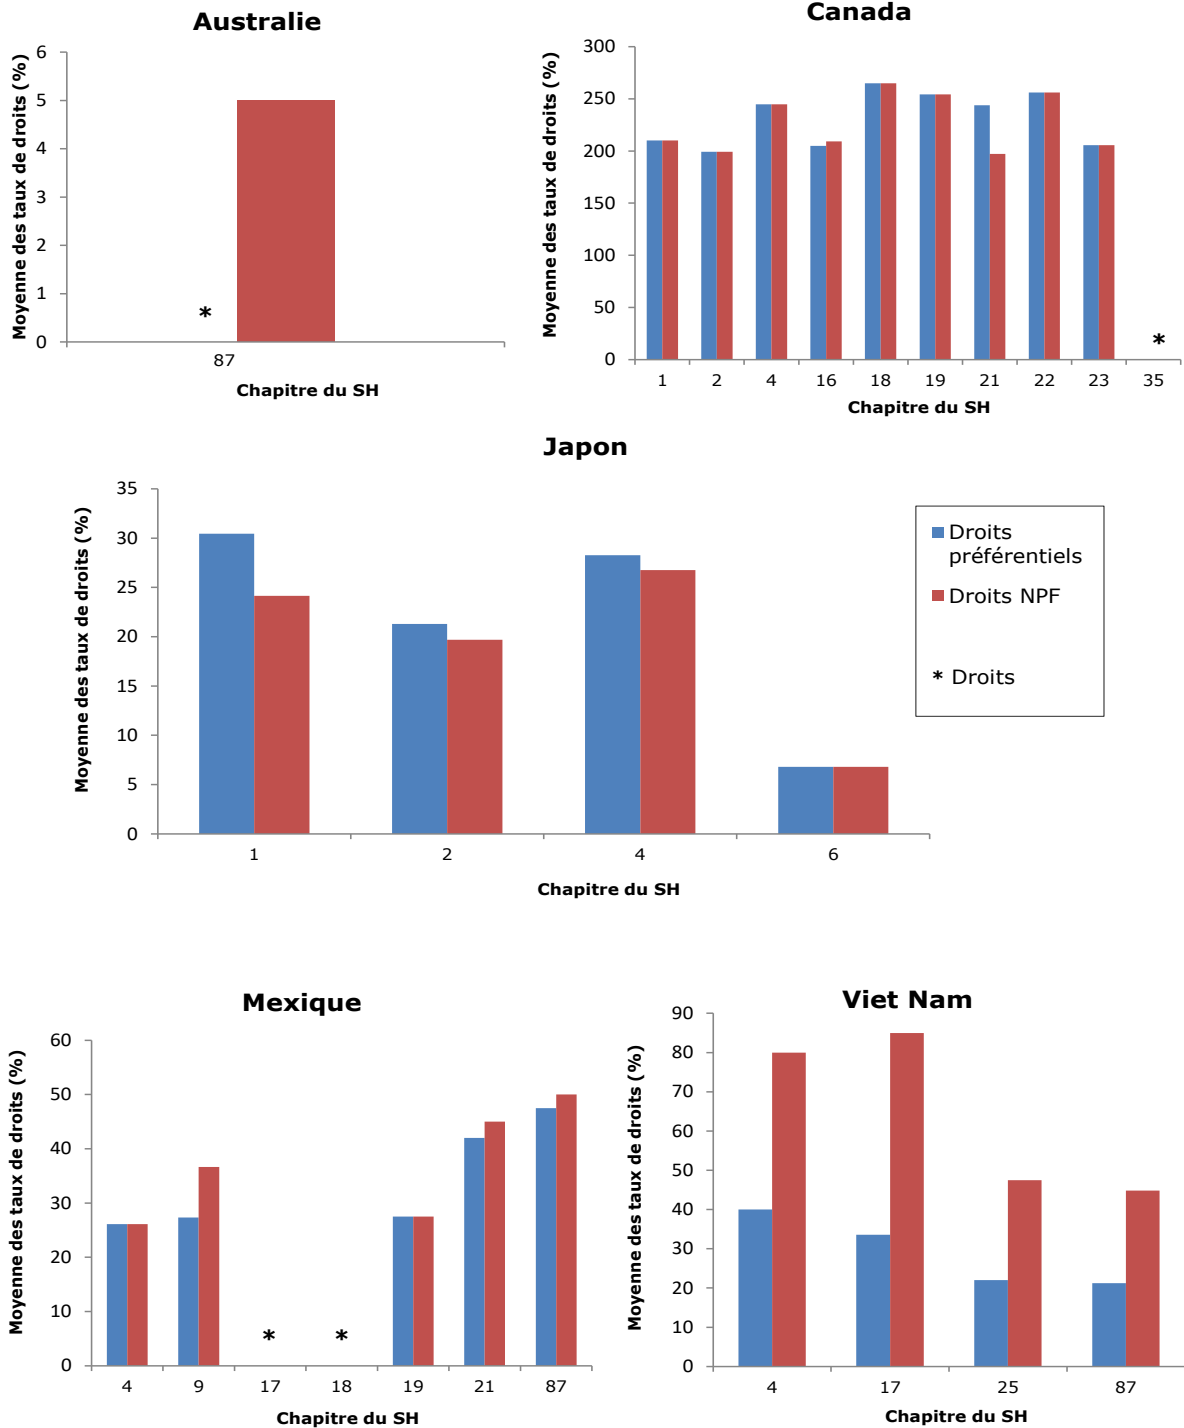 Australie
Moyenne des taux de droits (%)
6
5
4
3
2
1
0
*
87
Chapitre du SH
Canada
Moyenne des taux de droits (%)
300
250
200
150
100
50
0
*
1 2 4 16 18 19 21 22 23 35
Chapitre du SH
Japon
Moyenne des taux de droits (%)
35
30
25
20
15
10
5
0
1 2 4 6
Chapitre du SH
Droits
préférentiels
Droits NPF
* Droits
Mexique
Moyenne des taux de droits (%)
60
50
40
30
20
10
0
* *
4 9 17 18 19 21 87
Chapitre du SH
Viet Nam
Moyenne des taux de droits (%)
90
80
70
60
50
40
30
20
10
0
4 17 25 87
Chapitre du SH